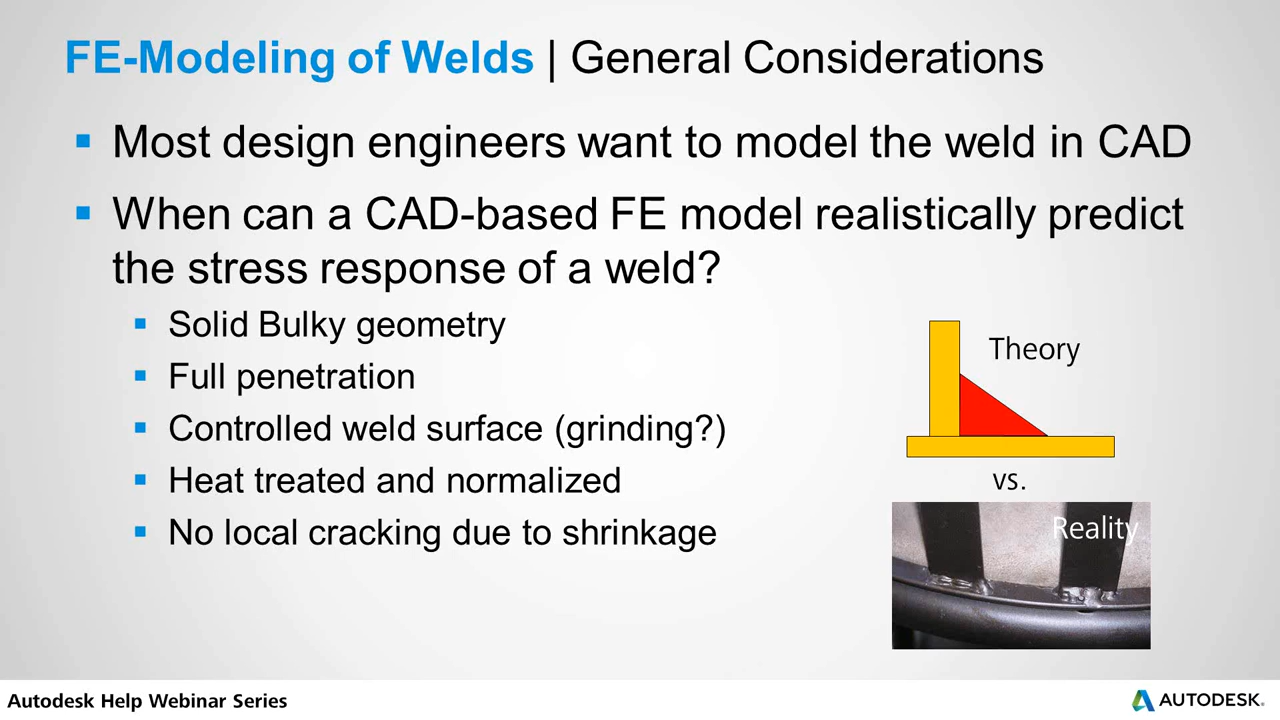 FE-Modeling of Welds | General Considerations
Most design engineers want to model the weld in CAD
When can a CAD-based FE model realistically predict
the stress response of a weld?
Solid Bulky geometry
Full penetration
Controlled weld surface (grinding?)
Heat treated and normalized
No local cracking due to shrinkage
Theory
vs.
Reality
Autodesk Help Webinar Series
AUTODESK.